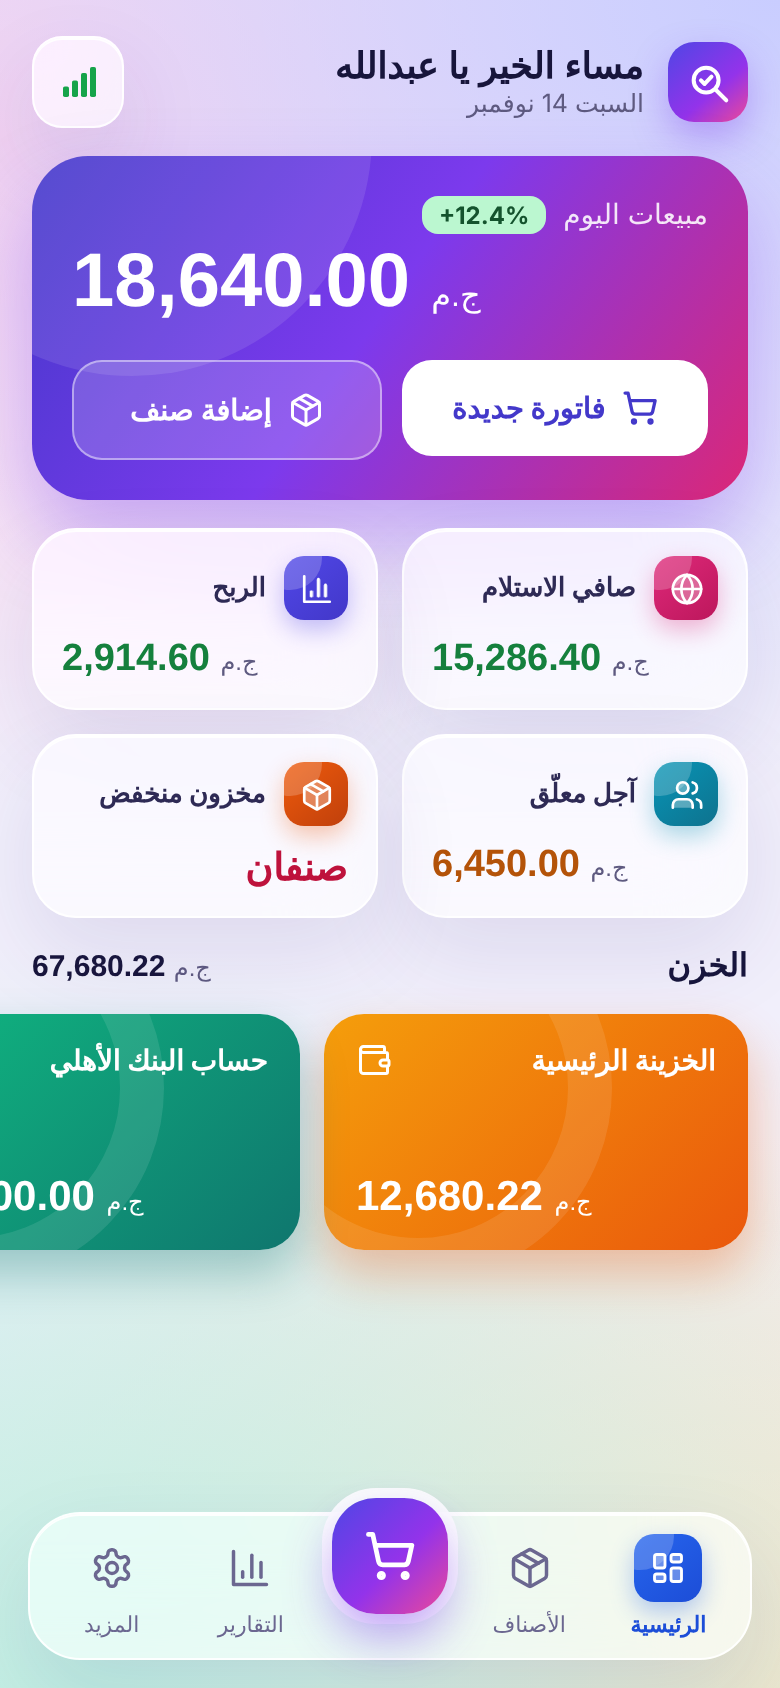 مساء الخير يا عبدالله
السبت 14 نوفمبر
مبيعات اليوم +12.4%
18,640.00 ج.م
فاتورة جديدة
إضافة صنف
صافي الاستلام
15,286.40 ج.م
الربح
2,914.60 ج.م
آجل معلّق
6,450.00 ج.م
مخزون منخفض
صنفان
الخزن
67,680.22 ج.م
الخزينة الرئيسية
12,680.22 ج.م
حساب البنك الأهلي
00.00 ج.م
الرئيسية
الأصناف
التقارير
المزيد